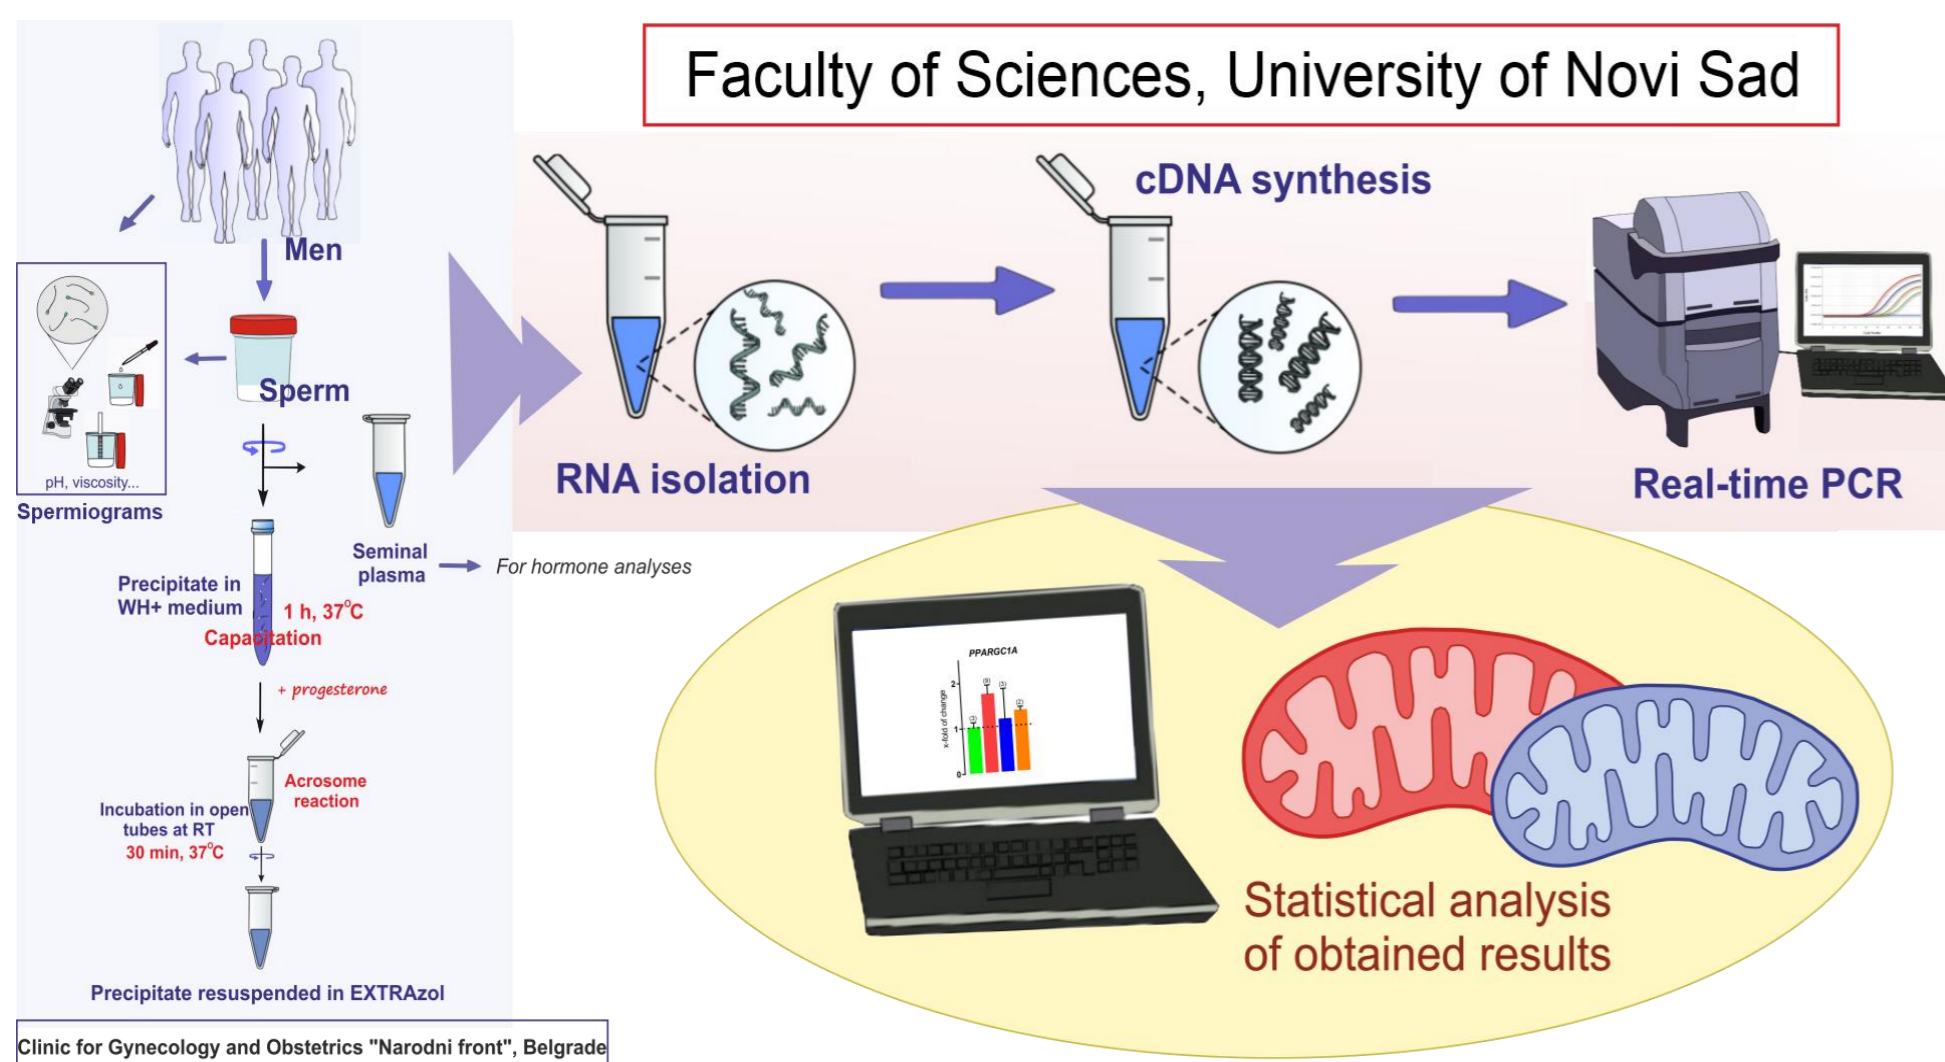 Faculty of Sciences, University of Novi Sad
Men
Sperm
pH, viscosity...
Spermiograms
Seminal
plasma
For hormone analyses
Precipitate in
WH+ medium
1 h, 37°C
Capacitation
+ progesterone
Acrosome
reaction
Incubation in open
tubes at RT
30 min, 37°C
Precipitate resuspended in EXTRAzol
Clinic for Gynecology and Obstetrics "Narodni front", Belgrade
RNA isolation
cDNA synthesis
Real-time PCR
PPARGC1A
x-fold of change
2
1
0
Statistical analysis
of obtained results